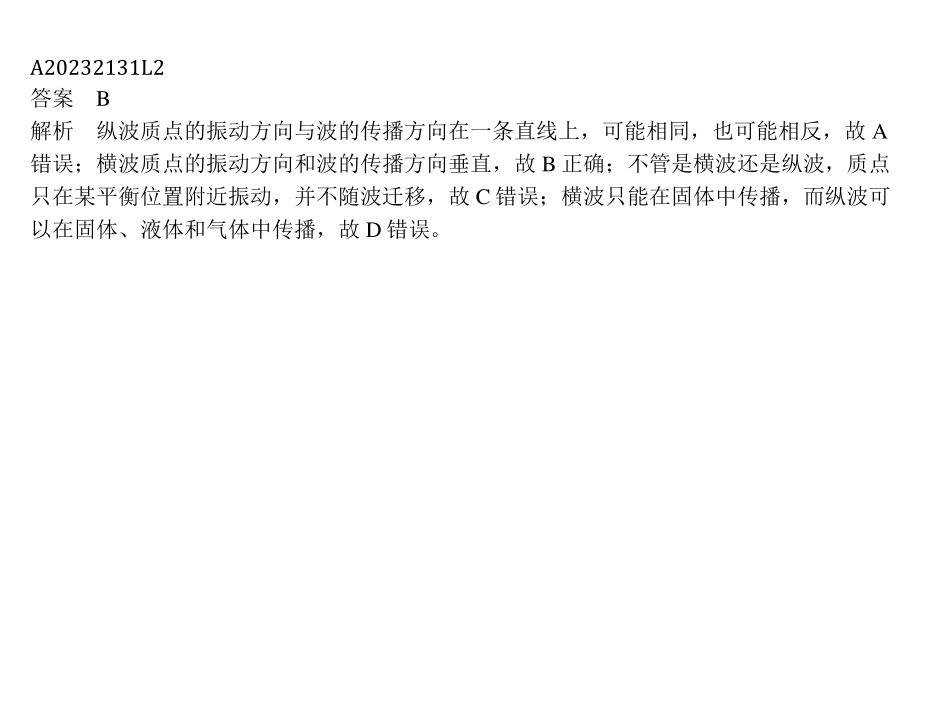 A20232131L2
答案　B
解析　纵波质点的振动方向与波的传播方向在一条直线上，可能相同，也可能相反，故 A
错误；横波质点的振动方向和波的传播方向垂直，故 B 正确；不管是横波还是纵波，质点
只在某平衡位置附近振动，并不随波迁移，故 C 错误；横波只能在固体中传播，而纵波可
以在固体、液体和气体中传播，故 D 错误。